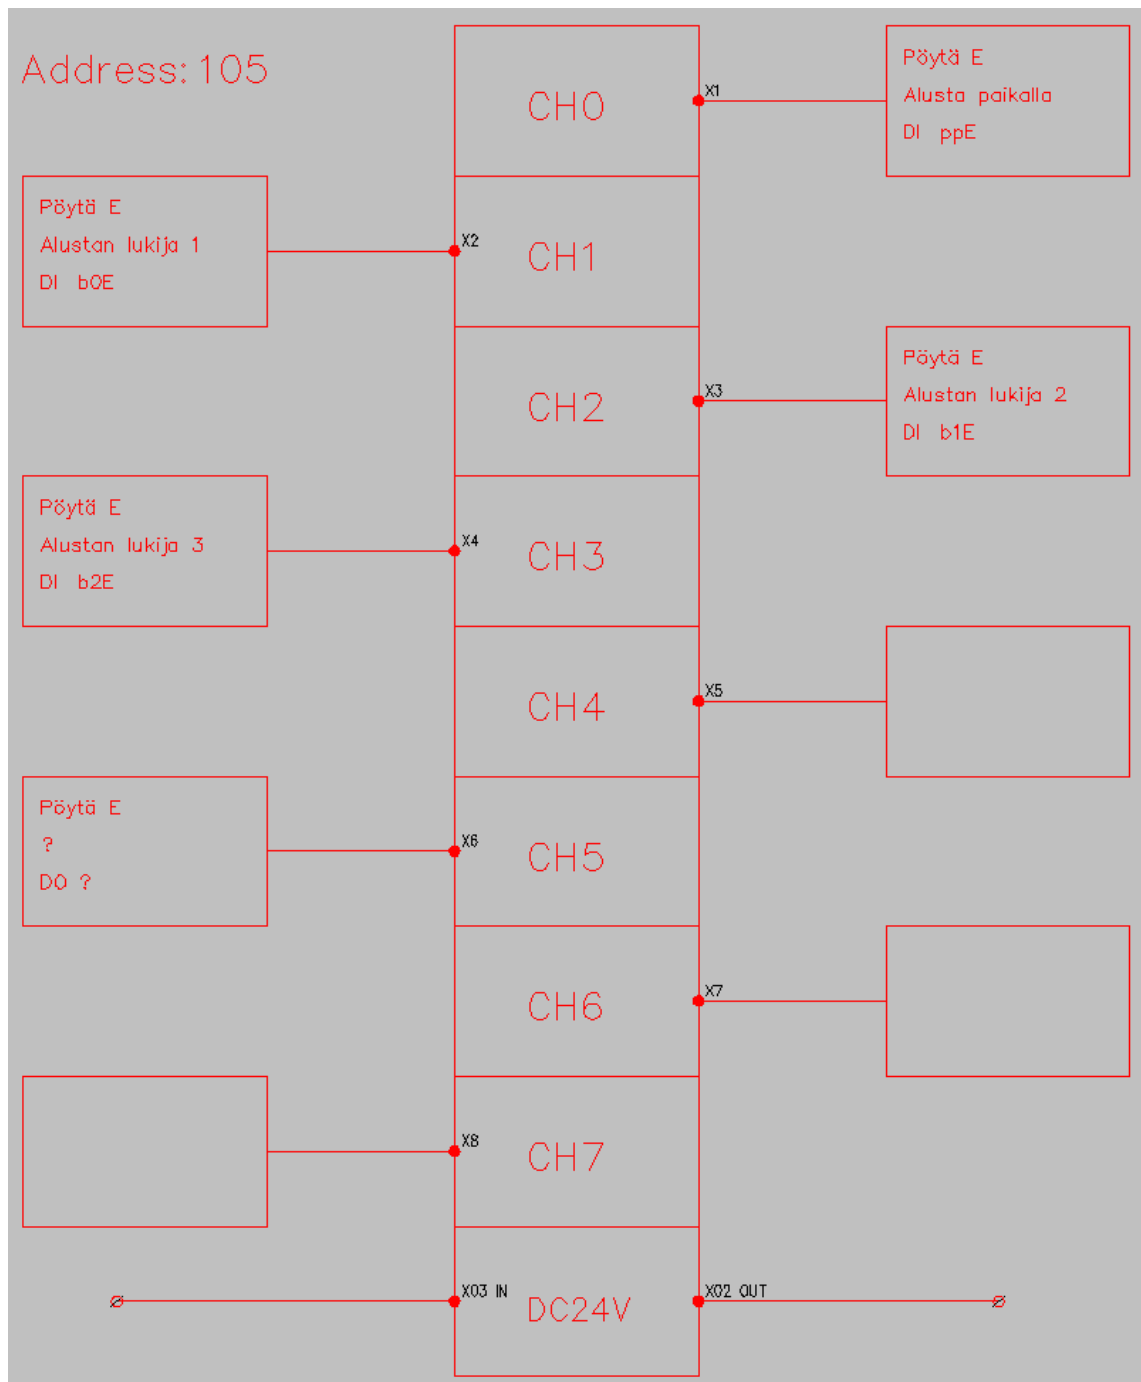 Address: 105
CH0
X1
Pöytä E
Alusta paikalla
DI ppE
Pöytä E
Alustan lukija 1
DI b0E
X2
CH1
CH2
X3
Pöytä E
Alustan lukija 2
DI b1E
Pöytä E
Alustan lukija 3
DI b2E
X4
CH3
CH4
X5
Pöytä E
?
DO ?
X6
CH5
CH6
X7
X8
CH7
X03 IN
DC24V
X02 OUT